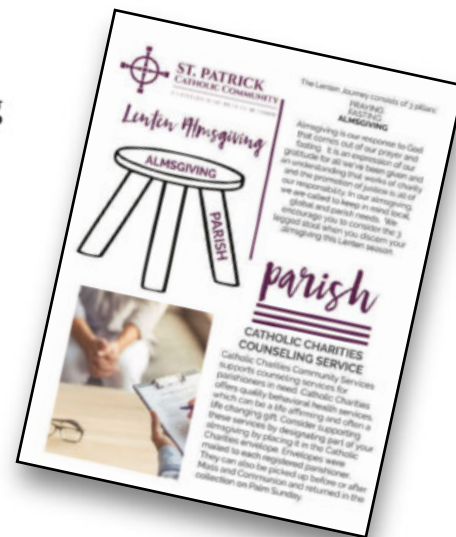 g
ST. PATRICK
CATHOLIC COMMUNITY
Lenten Almsgiving
ALMSGIVING
PARISH
The Lenten Journey consists of 3 pillars:
PRAYING
FASTING
ALMSGIVING
Almsgiving is our response to God
that comes out of our prayer and
fasting. It is an expression of our
gratitude for all we've been given and
an understanding that works of charity
and the promotion of justice is all of
our responsibility. In our almsgiving,
we are called to keep in mind local,
global and parish needs. We
encourage you to consider the 3
legged stool when you discern your
almsgiving this Lenten season.
parish
CATHOLIC CHARITIES
COUNSELING SERVICE
Catholic Charities Community Services
supports counseling services for
parishioners in need. Catholic Charities
offers quality behavioral health services
which can be a life affirming and often a
life changing gift. Consider supporting
these services by designating part of your
almsgiving by placing it in the Catholic
Charities envelope. Envelopes were
mailed to each registered parishioner.
They can also be picked up before or after
Mass and Communion and returned in the
collection on Palm Sunday.